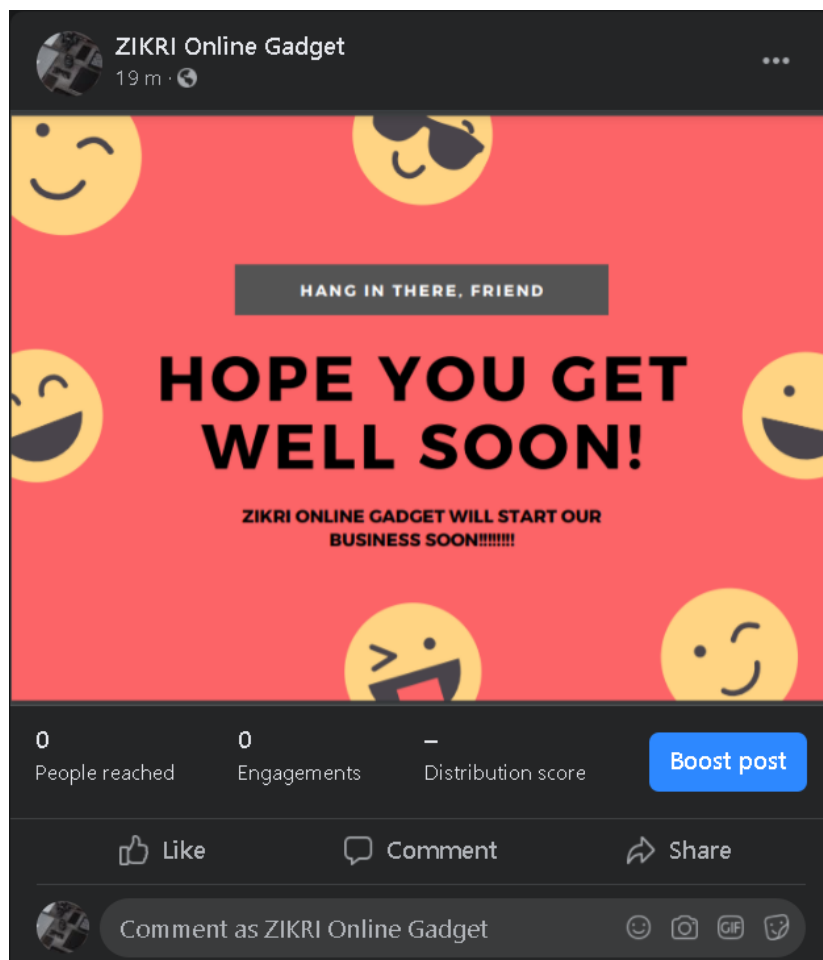 ZIKRI Online Gadget
19 m ·
HANG IN THERE, FRIEND
HOPE YOU GET
WELL SOON!
ZIKRI ONLINE GADGET WILL START OUR
BUSINESS SOON!!!!!!!!
0
People reached
0
Engagements
–
Distribution score
Boost post
Like
Comment
Share
Comment as ZIKRI Online Gadget
GIF